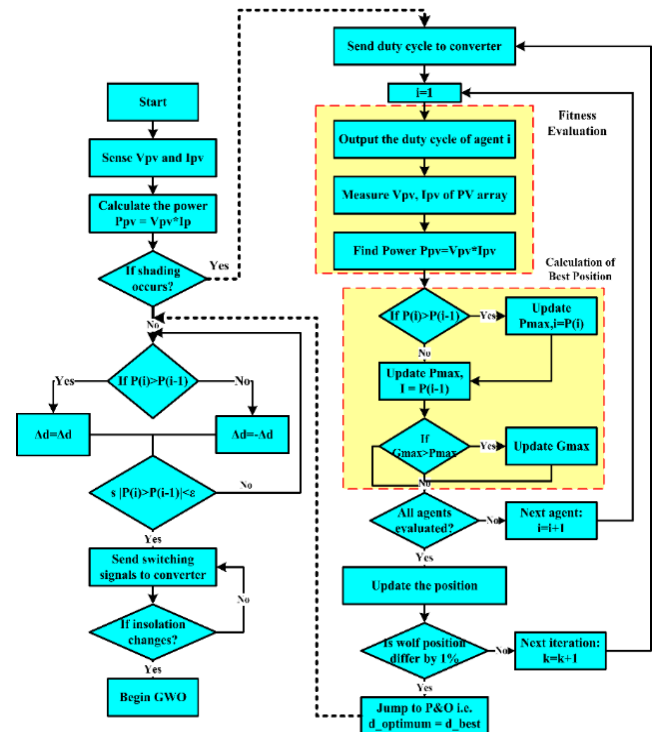 Start
Sense Vpv and Ipv
Calculate the power
Ppv = Vpv*Ip
If shading
occurs?
Yes
No
If P(i)>P(i-1)
Yes
No
Δd=Δd
Δd=-Δd
s |P(i)>P(i-1)|<ε
No
Yes
Send switching
signals to converter
No
If insolation
changes?
Yes
Begin GWO
Send duty cycle to converter
i=1
Fitness
Evaluation
Output the duty cycle of agent i
Measure Vpv, Ipv of PV array
Find Power Ppv=Vpv*Ipv
Calculation of
Best Position
If P(i)>P(i-1)
Yes
Update
Pmax,i=P(i)
No
Update Pmax,
I = P(i-1)
If
Gmax>Pmax
Yes
Update Gmax
No
All agents
evaluated?
No
Next agent:
i=i+1
Yes
Update the position
Is wolf position
differ by 1%
No
Next iteration:
k=k+1
Yes
Jump to P&O i.e.
d_optimum = d_best